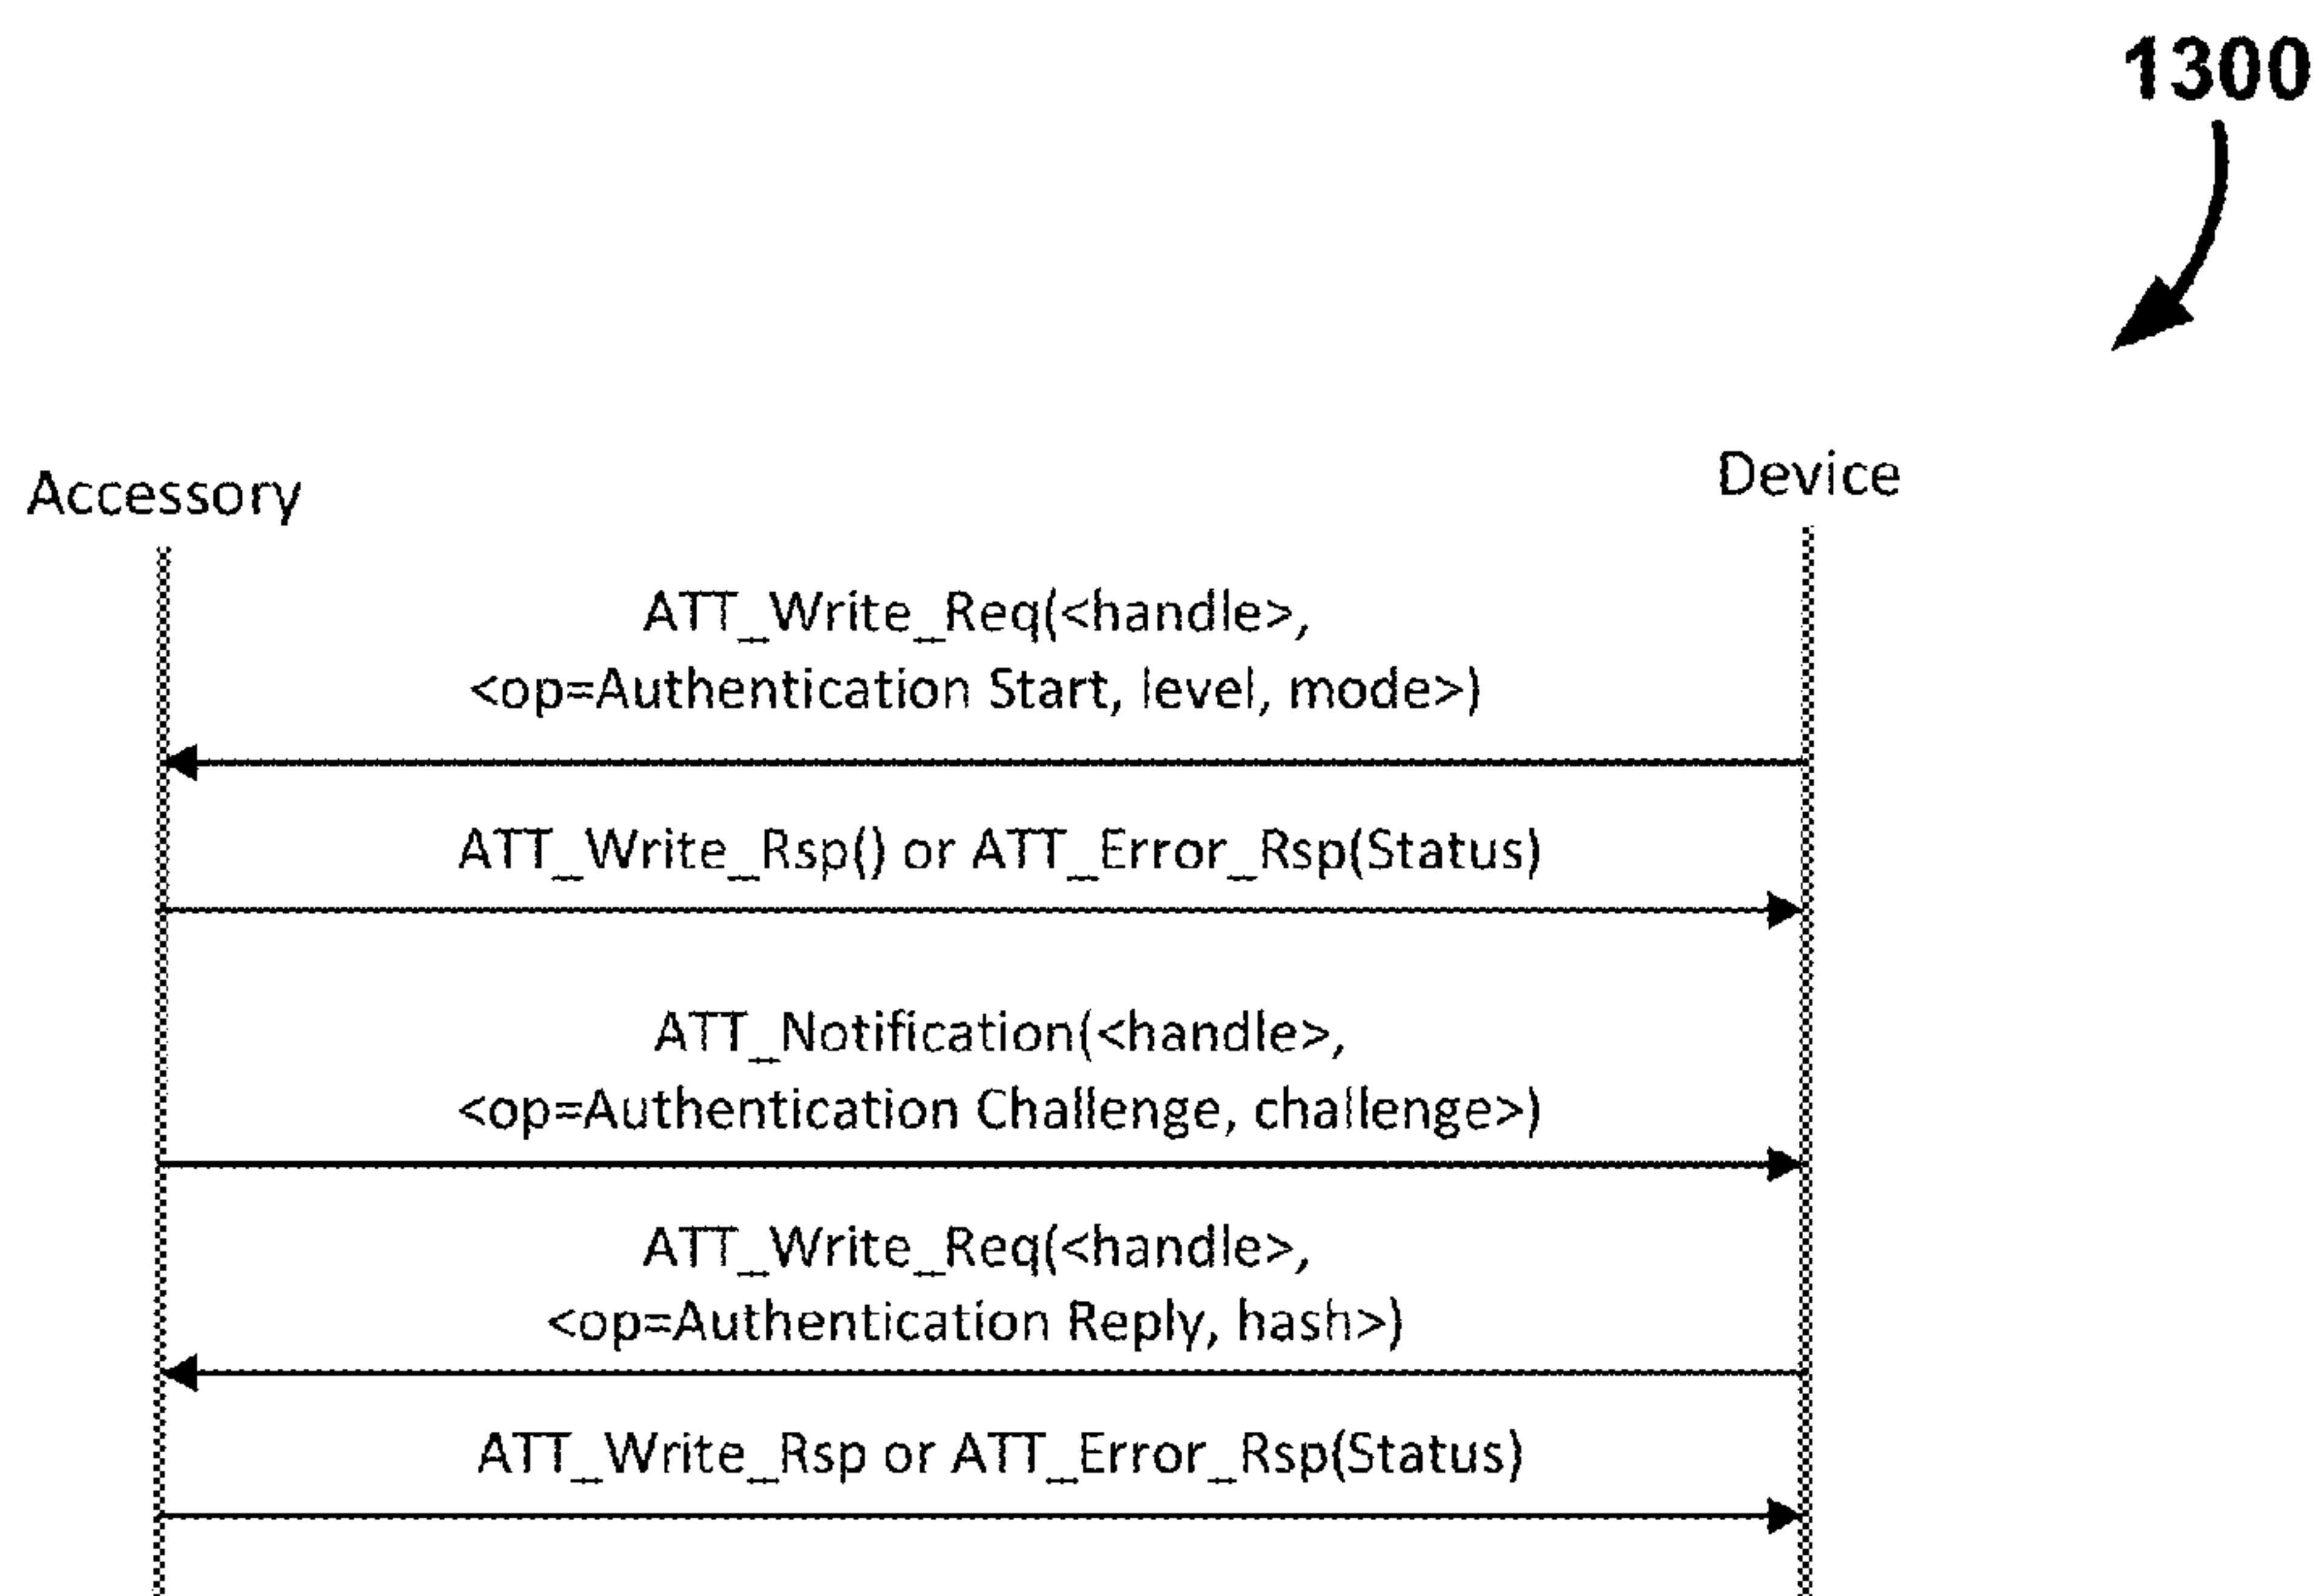 1300
Accessory
Device
ATT_Write_Req(<handle>,
<op=Authentication Start, level, mode>)
ATT_Write_Rsp() or ATT_Error_Rsp(Status)
ATT_Notification(<handle>,
<op=Authentication Challenge, challenge>)
ATT_Write_Req(<handle>,
<op=Authentication Reply, hash>)
ATT_Write_Rsp or ATT_Error_Rsp(Status)